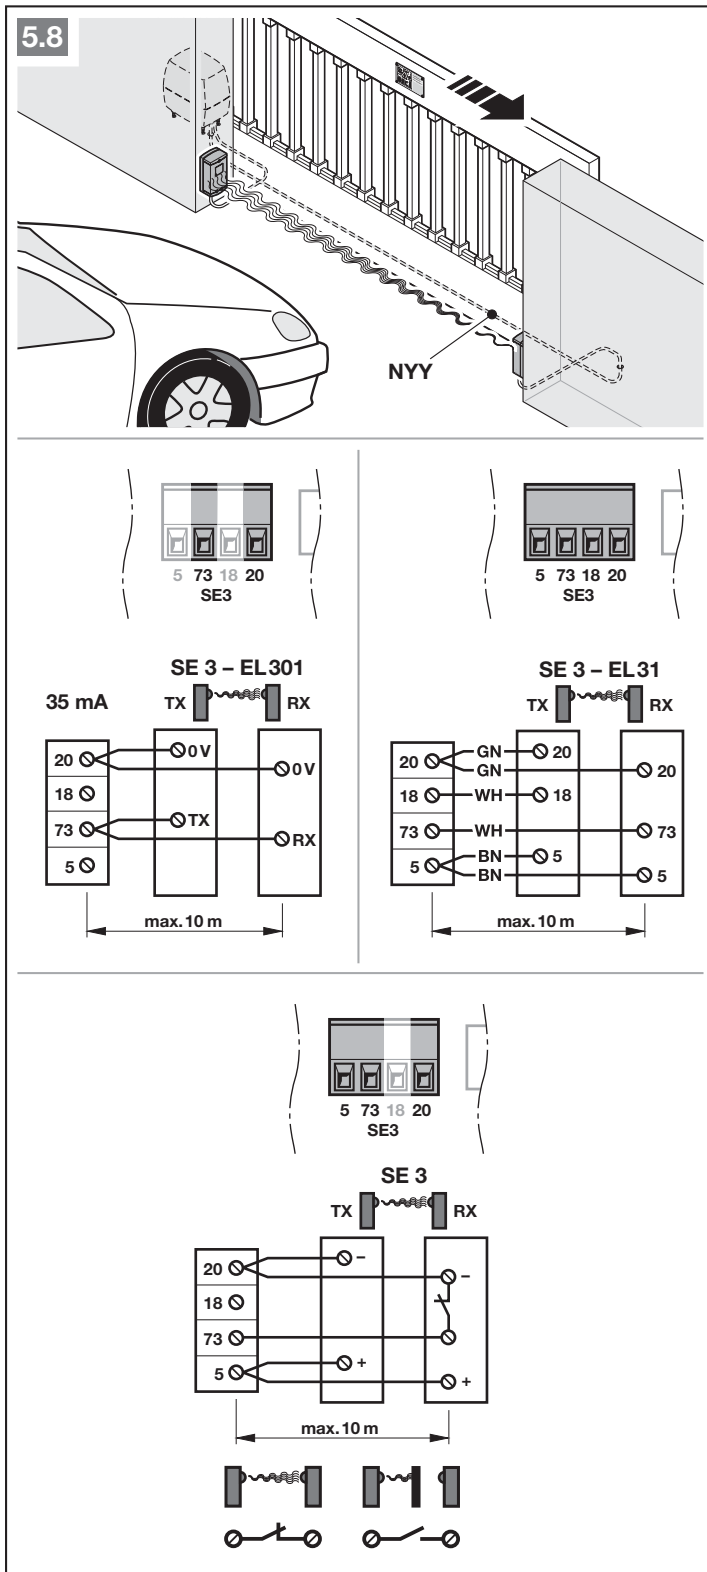 5.8
NYY
5 73 18 20
SE3
5 73 18 20
SE3
SE 3 – EL301
35 mA
TX RX
20
18
73
5
0 V
TX
0 V
RX
max. 10 m
SE 3 – EL31
TX RX
20
18
73
5
GN
GN
WH
WH
BN
BN
20
18
5
20
73
5
max. 10 m
5 73 18 20
SE3
SE 3
TX RX
20
18
73
5
–
+
–
+
max. 10 m